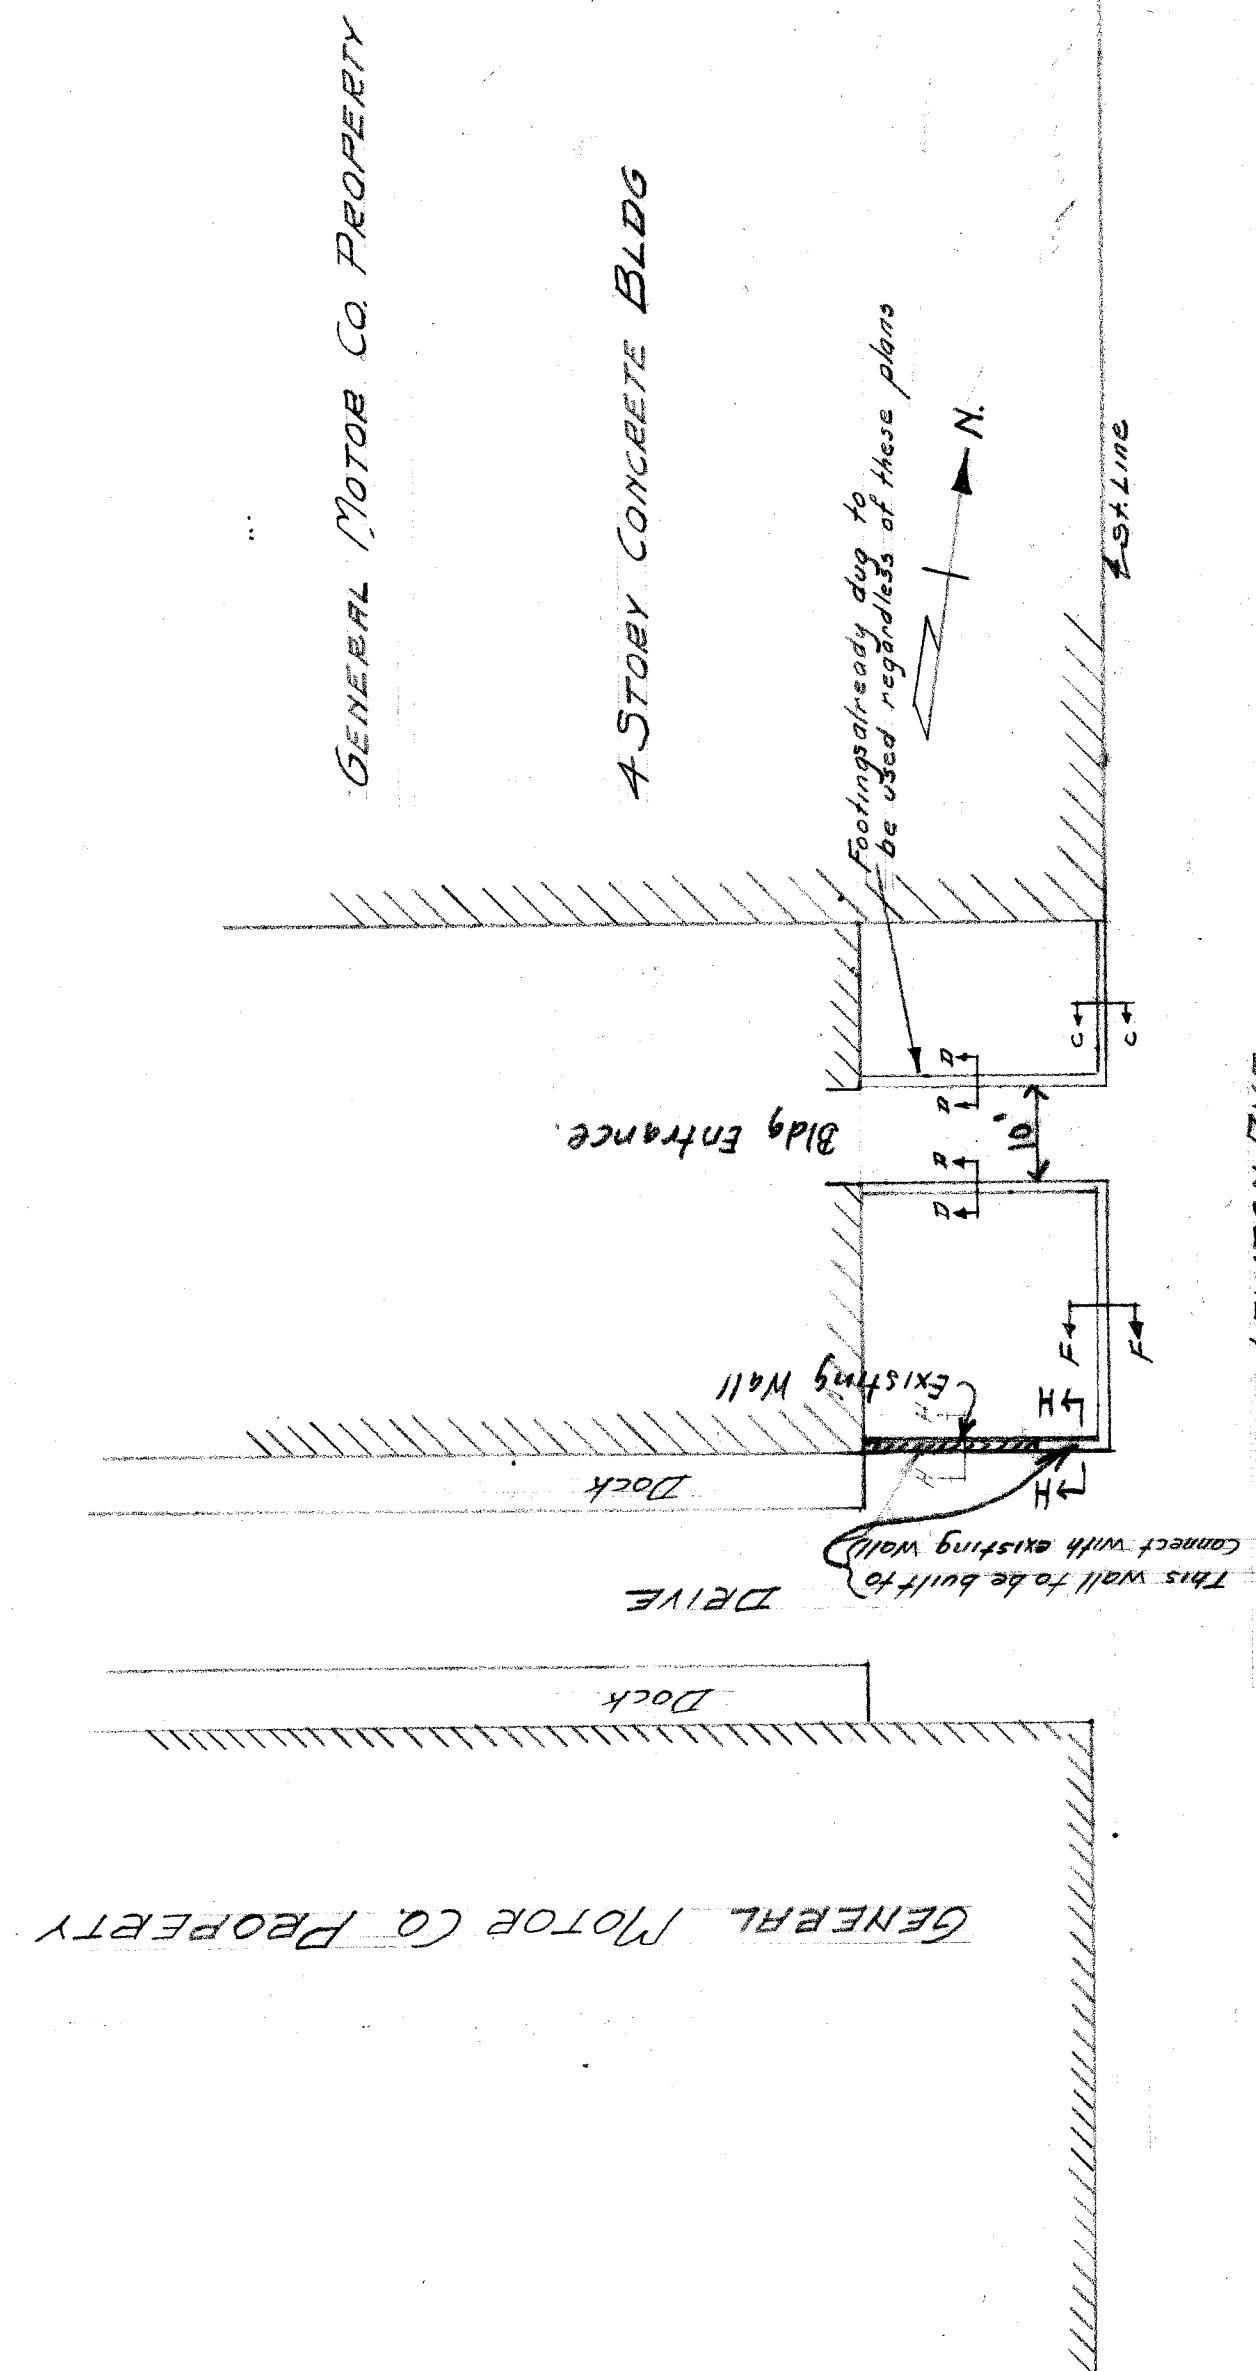 GENERAL MOTOR CO. PROPERTY
4 STORY CONCRETE BLDG
Footings already dug to
be used regardless of these plans
N.
St. Line
Bldg Entrance.
10'
C
C
D
D
D
D
F
F
Existing Wall
H
H
H
H
Dock
This wall to be built to
Connect with existing Wall
DRIVE
Dock
GENERAL MOTOR CO. PROPERTY